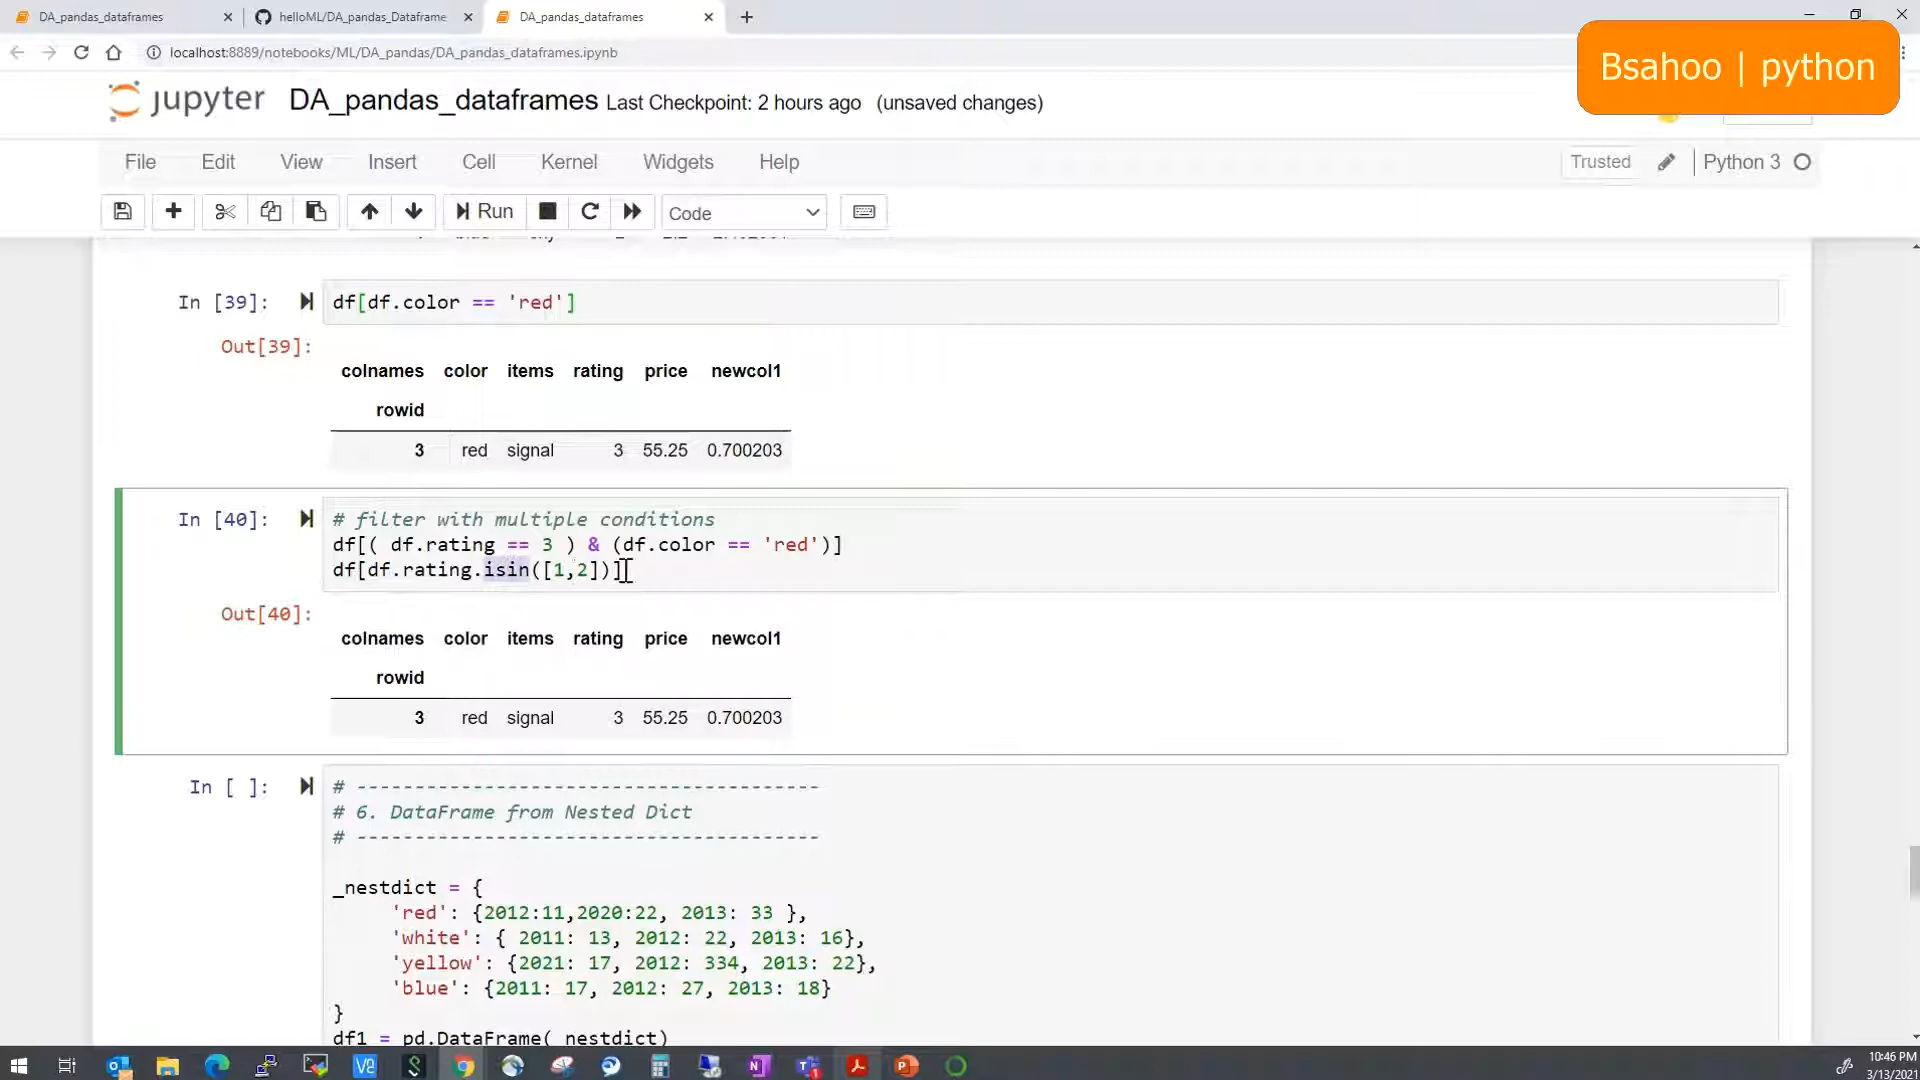 DA_pandas_dataframes
helloML/DA_pandas_Dataframe
DA_pandas_dataframes
localhost:8889/notebooks/ML/DA_pandas/DA_pandas_dataframes.ipynb
Bsahoo | python
jupyter DA_pandas_dataframes Last Checkpoint: 2 hours ago (unsaved changes)
File Edit View Insert Cell Kernel Widgets Help
Trusted Python 3
Run Code
In [39]: df[df.color == 'red']
Out[39]:
colnames color items rating price newcol1
rowid
3 red signal 3 55.25 0.700203
In [40]: # filter with multiple conditions
df[( df.rating == 3 ) & (df.color == 'red')]
df[df.rating.isin([1,2])]
Out[40]:
colnames color items rating price newcol1
rowid
3 red signal 3 55.25 0.700203
In [ ]: # ----------------------------------------
# 6. DataFrame from Nested Dict
# ----------------------------------------
_nestdict = {
'red': {2012:11,2020:22, 2013: 33 },
'white': { 2011: 13, 2012: 22, 2013: 16},
'yellow': {2021: 17, 2012: 334, 2013: 22},
'blue': {2011: 17, 2012: 27, 2013: 18}
}
df1 = pd.DataFrame( nestdict)
10:46 PM
3/13/2021